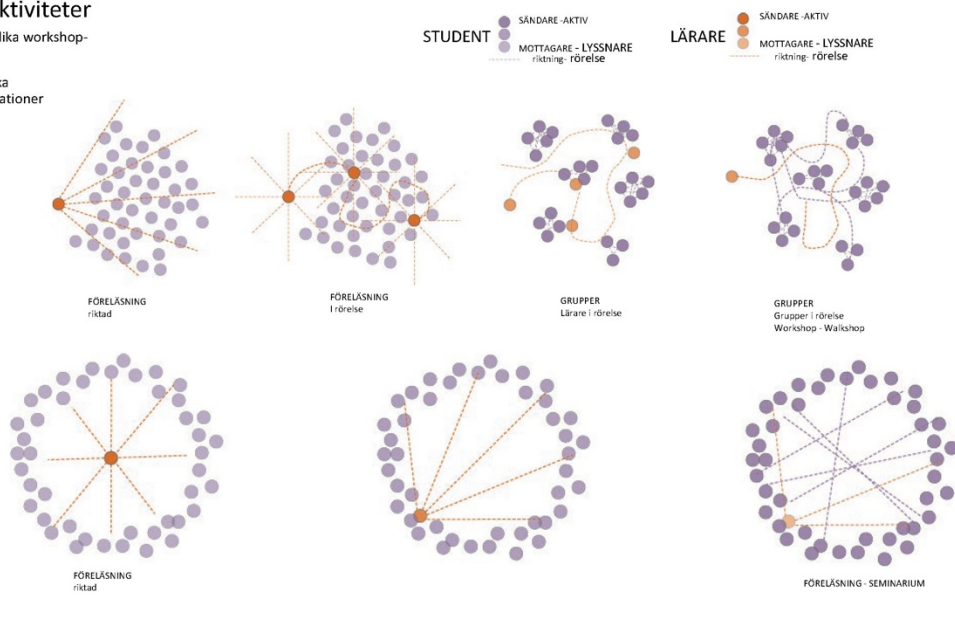 ktiviteter
lika workshop-
ka
ationer
STUDENT
SÄNDARE -AKTIV
MOTTAGARE - LYSSNARE
riktning- rörelse
LÄRARE
SÄNDARE -AKTIV
MOTTAGARE - LYSSNARE
riktning- rörelse
FÖRELÄSNING
riktad
FÖRELÄSNING
I rörelse
GRUPPER
Lärare i rörelse
GRUPPER
Grupper i rörelse
Workshop - Walkshop
FÖRELÄSNING
riktad
FÖRELÄSNING - SEMINARIUM